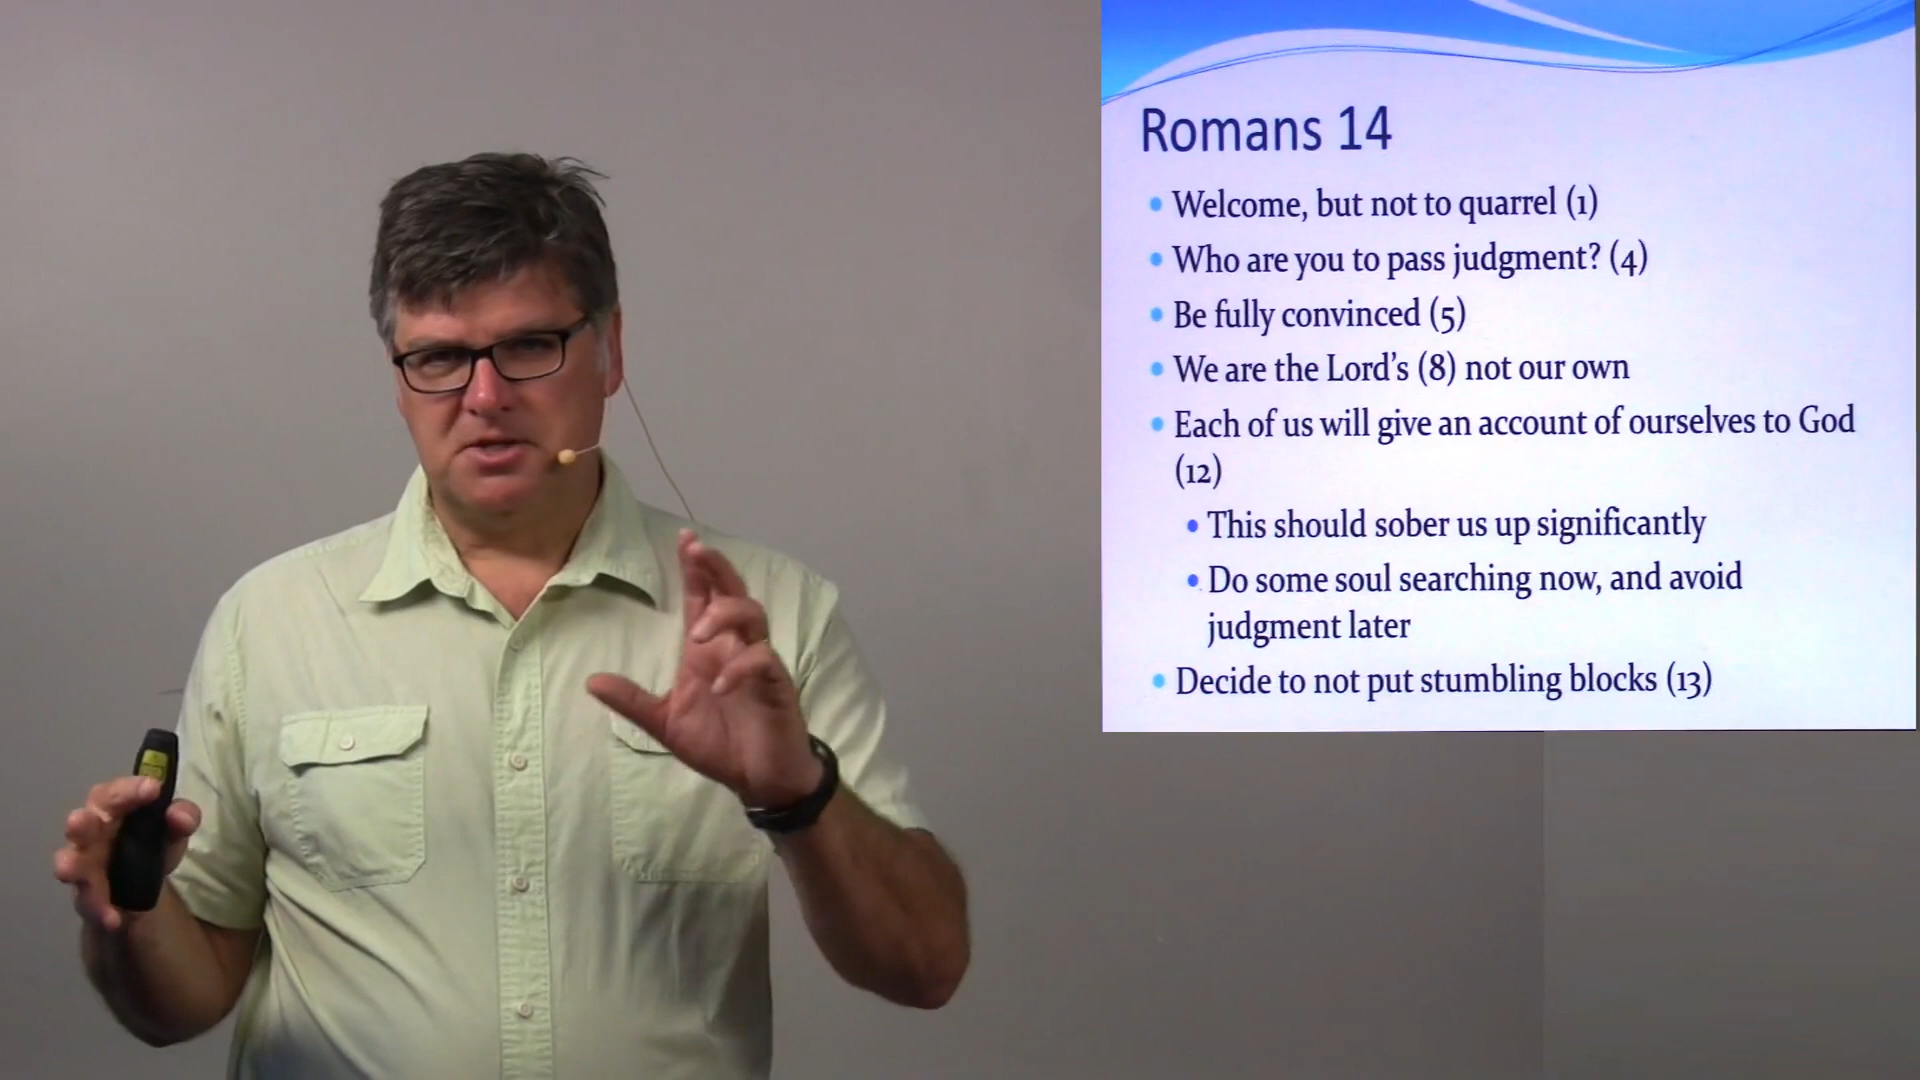 Romans 14
• Welcome, but not to quarrel (1)
• Who are you to pass judgment? (4)
• Be fully convinced (5)
• We are the Lord's (8) not our own
• Each of us will give an account of ourselves to God
(12)
• This should sober us up significantly
• Do some soul searching now, and avoid
judgment later
• Decide to not put stumbling blocks (13)